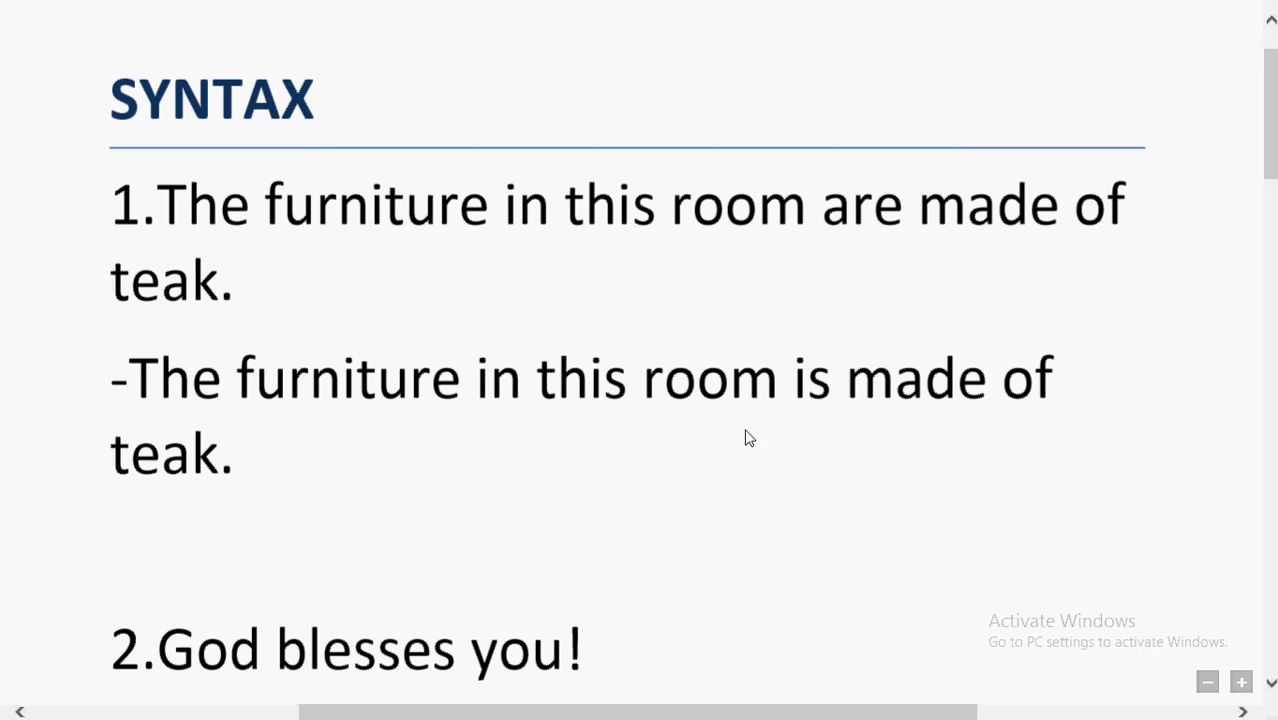 SYNTAX
1.The furniture in this room are made of
teak.
-The furniture in this room is made of
teak.
2.God blesses you!
Activate Windows
Go to PC settings to activate Windows.